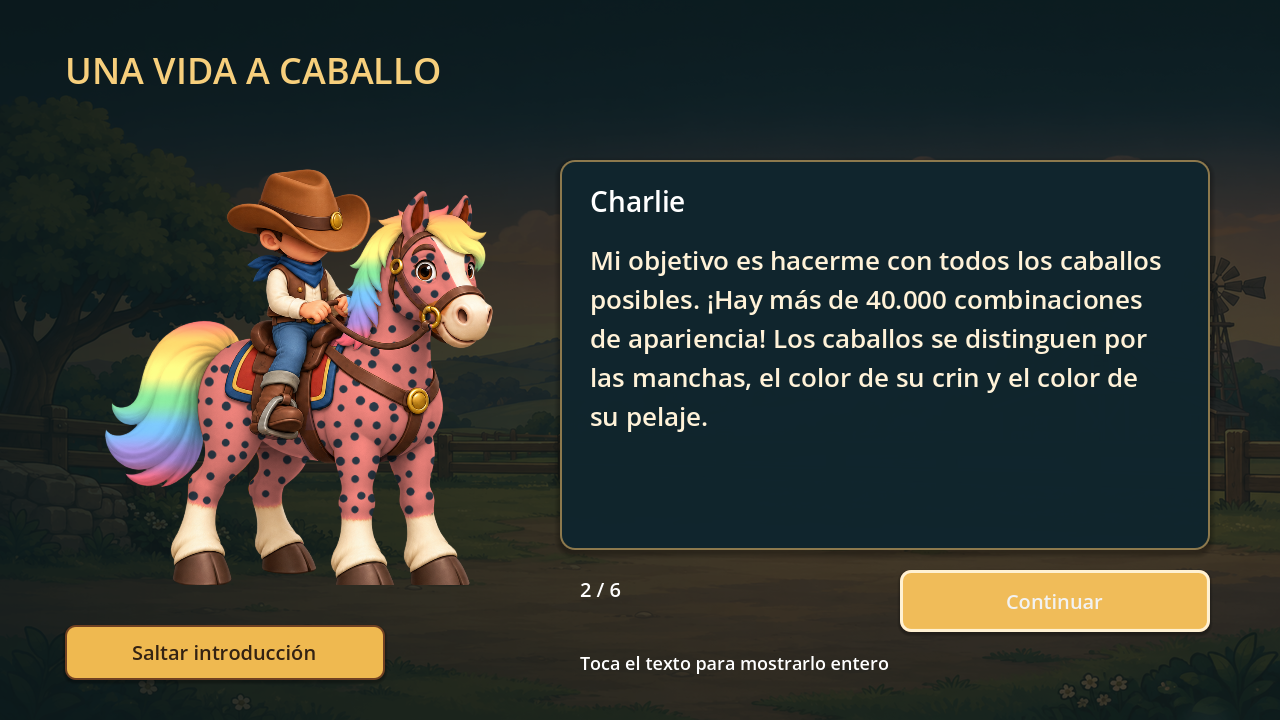 UNA VIDA A CABALLO
Charlie
Mi objetivo es hacerme con todos los caballos
posibles. ¡Hay más de 40.000 combinaciones
de apariencia! Los caballos se distinguen por
las manchas, el color de su crin y el color de
su pelaje.
2 / 6
Continuar
Saltar introducción
Toca el texto para mostrarlo entero